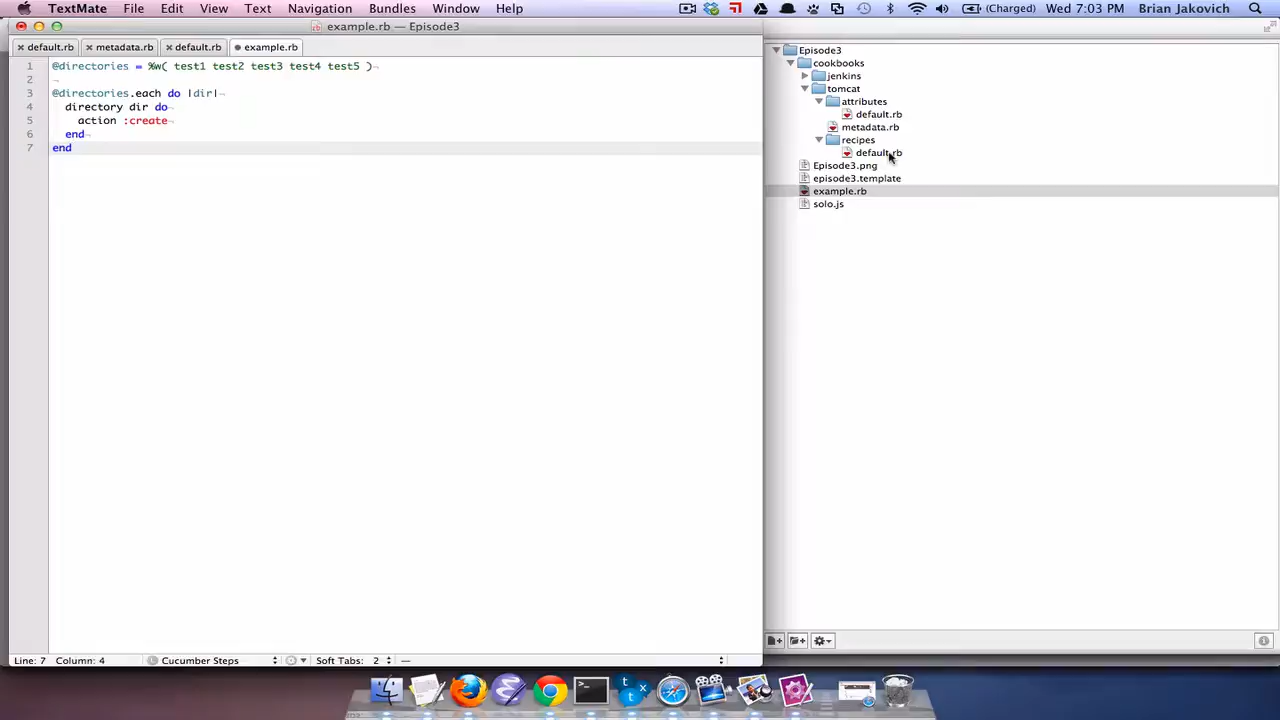 TextMate File Edit View Text Navigation Bundles Window Help (Charged) Wed 7:03 PM Brian Jakovich
example.rb — Episode3
default.rb metadata.rb default.rb example.rb
1 @directories = %w( test1 test2 test3 test4 test5 )
2
3 @directories.each do |dir|
4 directory dir do
5 action :create
6 end
7 end
Episode3
cookbooks
jenkins
tomcat
attributes
default.rb
metadata.rb
recipes
default.rb
Episode3.png
episode3.template
example.rb
solo.js
Line: 7 Column: 4 Cucumber Steps Soft Tabs: 2 —